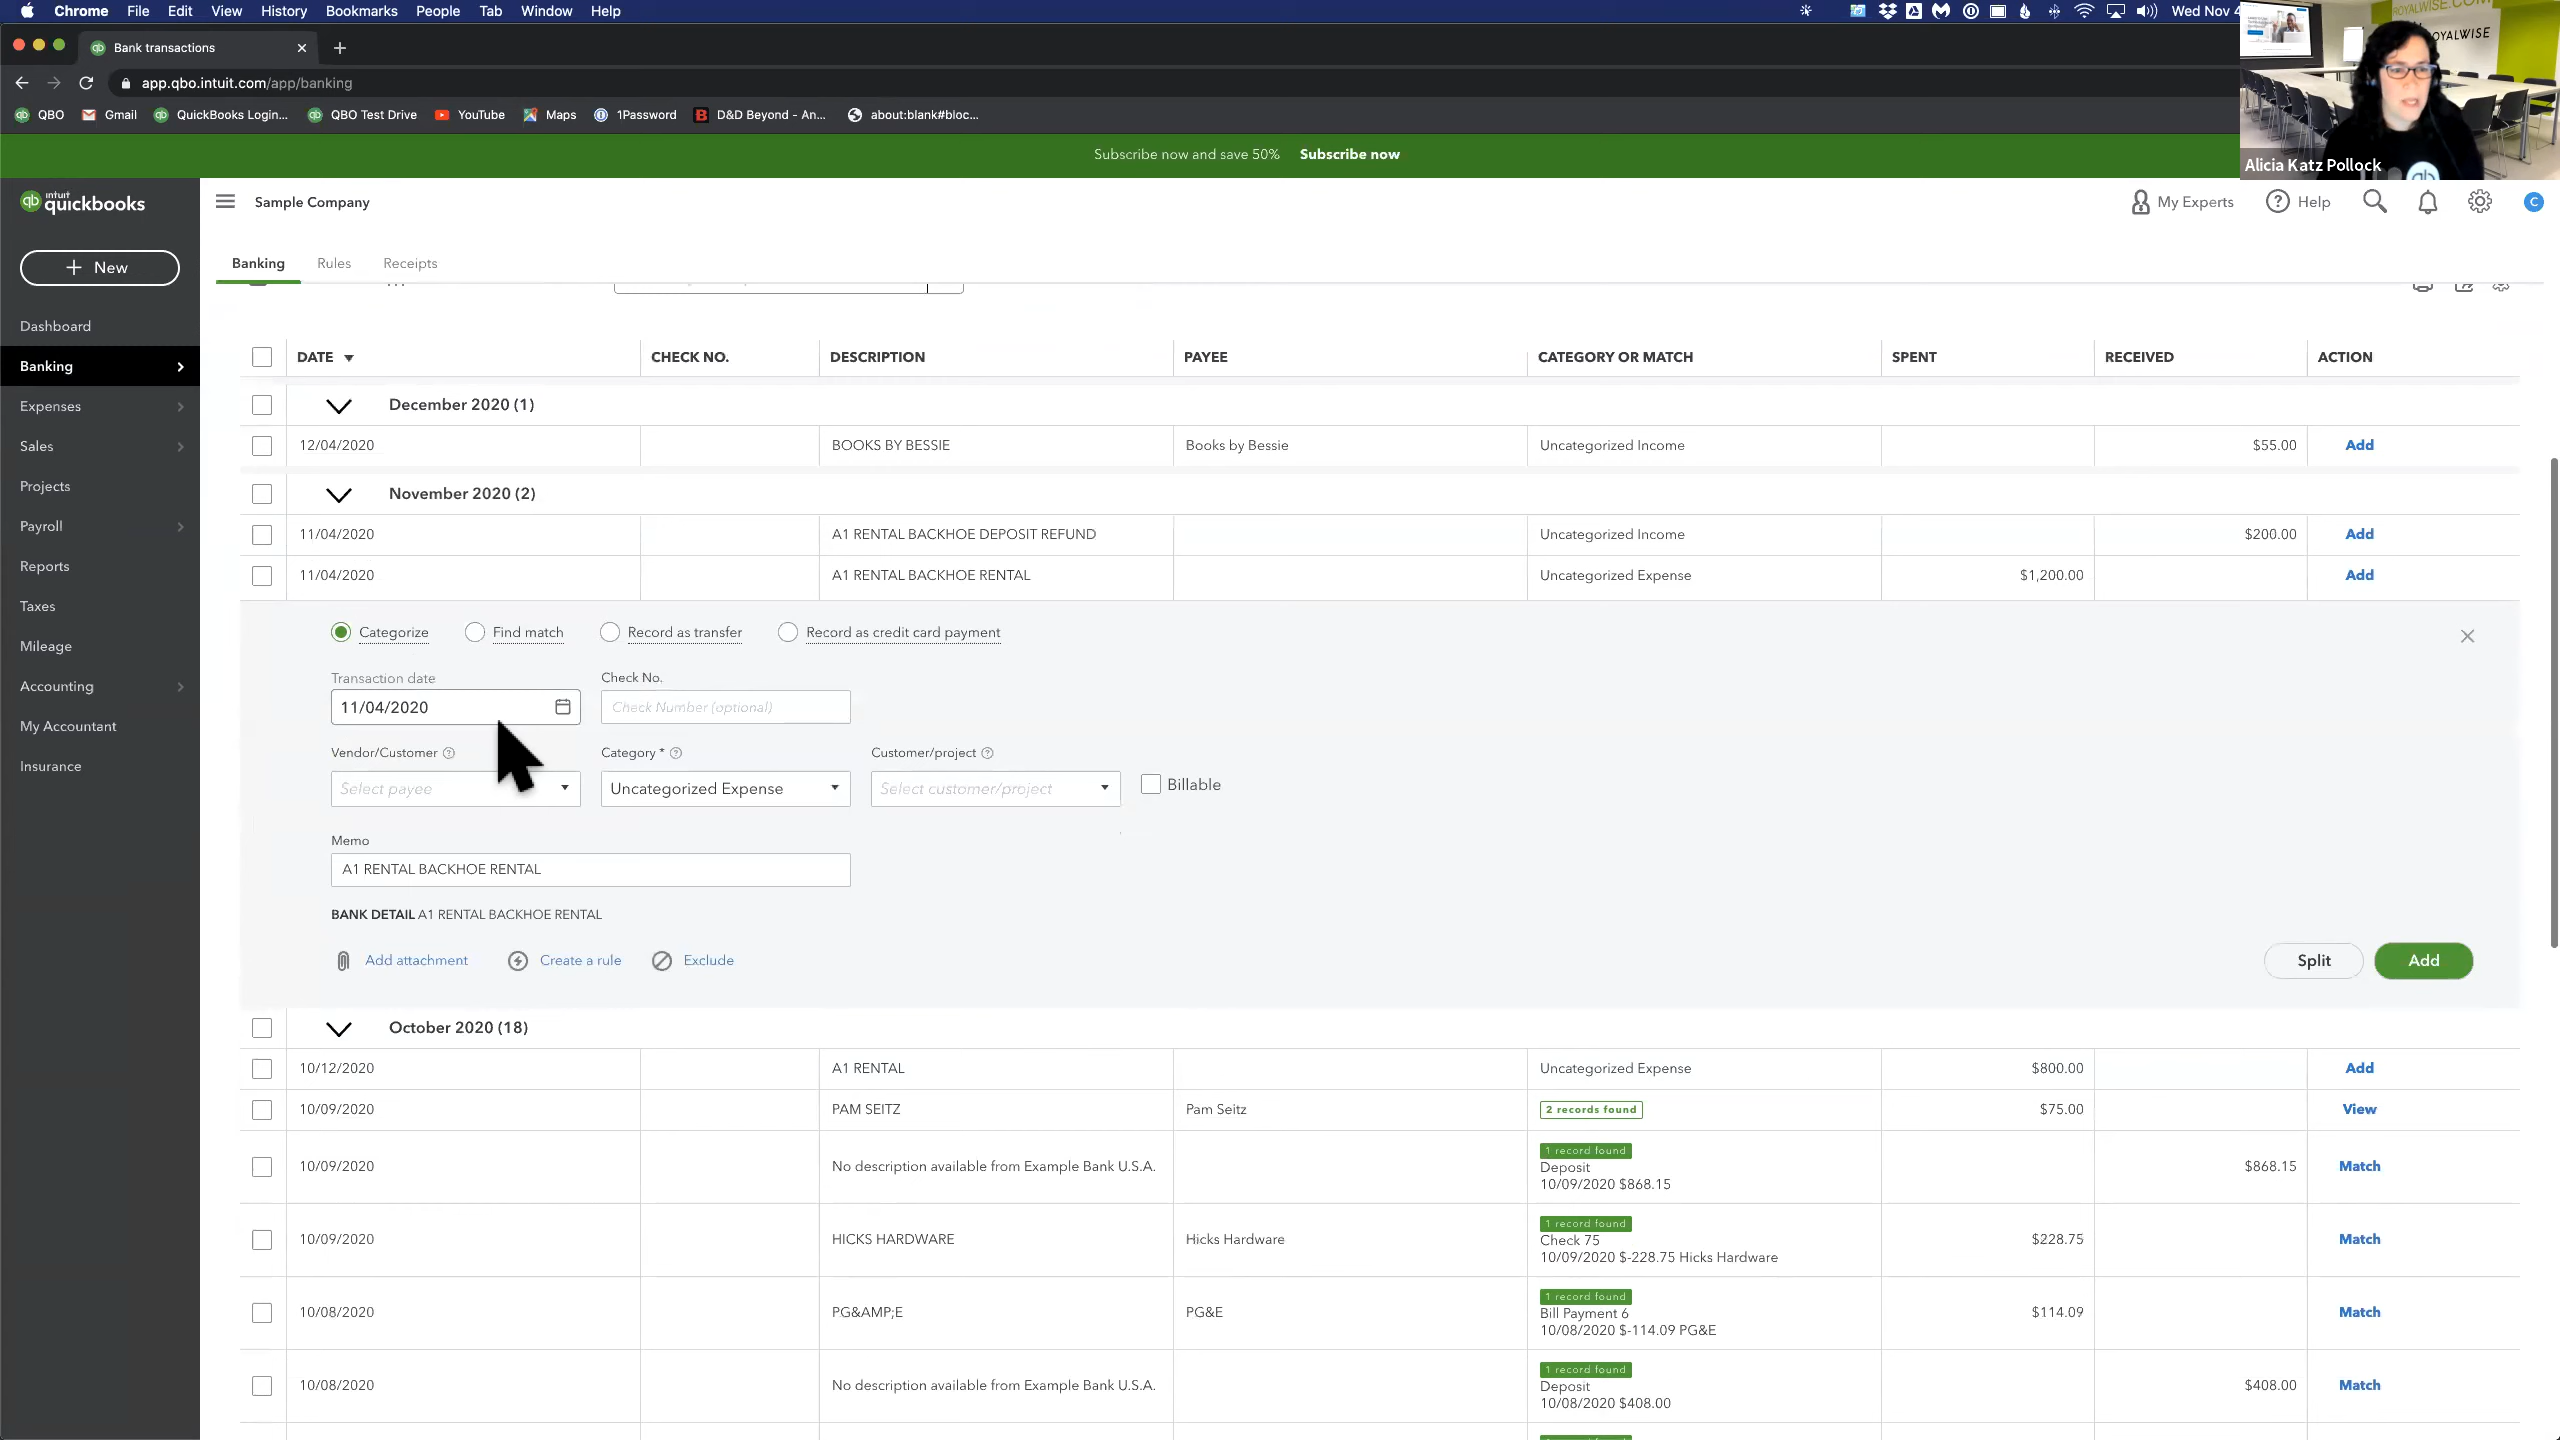 Chrome File Edit View History Bookmarks People Tab Window Help
Wed Nov 4
Bank transactions
app.qbo.intuit.com/app/banking
QBO Gmail QuickBooks Login... QBO Test Drive YouTube Maps 1Password D&D Beyond - An... about:blank#bloc...
ROYALWISE.COM
ROYALWISE
Alicia Katz Pollock
Subscribe now and save 50% Subscribe now
intuit
quickbooks
Sample Company
My Experts Help C
New
Banking Rules Receipts
Dashboard
Banking
Expenses
Sales
Projects
Payroll
Reports
Taxes
Mileage
Accounting
My Accountant
Insurance
DATE CHECK NO. DESCRIPTION PAYEE CATEGORY OR MATCH SPENT RECEIVED ACTION
December 2020 (1)
12/04/2020 BOOKS BY BESSIE Books by Bessie Uncategorized Income $55.00 Add
November 2020 (2)
11/04/2020 A1 RENTAL BACKHOE DEPOSIT REFUND Uncategorized Income $200.00 Add
11/04/2020 A1 RENTAL BACKHOE RENTAL Uncategorized Expense $1,200.00 Add
Categorize Find match Record as transfer Record as credit card payment
Transaction date Check No.
11/04/2020 Check Number (optional)
Vendor/Customer Category * Customer/project
Select payee Uncategorized Expense Select customer/project Billable
Memo
A1 RENTAL BACKHOE RENTAL
BANK DETAIL A1 RENTAL BACKHOE RENTAL
Add attachment Create a rule Exclude Split Add
October 2020 (18)
10/12/2020 A1 RENTAL Uncategorized Expense $800.00 Add
10/09/2020 PAM SEITZ Pam Seitz 2 records found $75.00 View
1 record found
10/09/2020 No description available from Example Bank U.S.A. Deposit $868.15 Match
10/09/2020 $868.15
1 record found
10/09/2020 HICKS HARDWARE Hicks Hardware Check 75 $228.75 Match
10/09/2020 $-228.75 Hicks Hardware
1 record found
10/08/2020 PG&AMP;E PG&E Bill Payment 6 $114.09 Match
10/08/2020 $-114.09 PG&E
1 record found
10/08/2020 No description available from Example Bank U.S.A. Deposit $408.00 Match
10/08/2020 $408.00